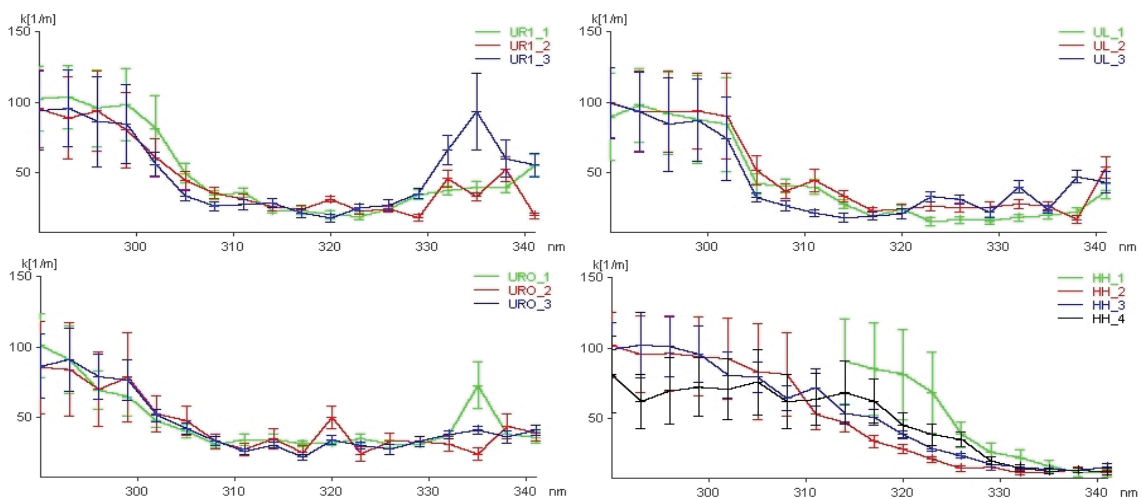 k[1/m]
150
100
50
UR1_1
UR1_2
UR1_3
300 310 320 330 340 nm
k[1/m]
150
100
50
UL_1
UL_2
UL_3
300 310 320 330 340 nm
k[1/m]
150
100
50
URO_1
URO_2
URO_3
300 310 320 330 340 nm
k[1/m]
150
100
50
HH_1
HH_2
HH_3
HH_4
300 310 320 330 340 nm